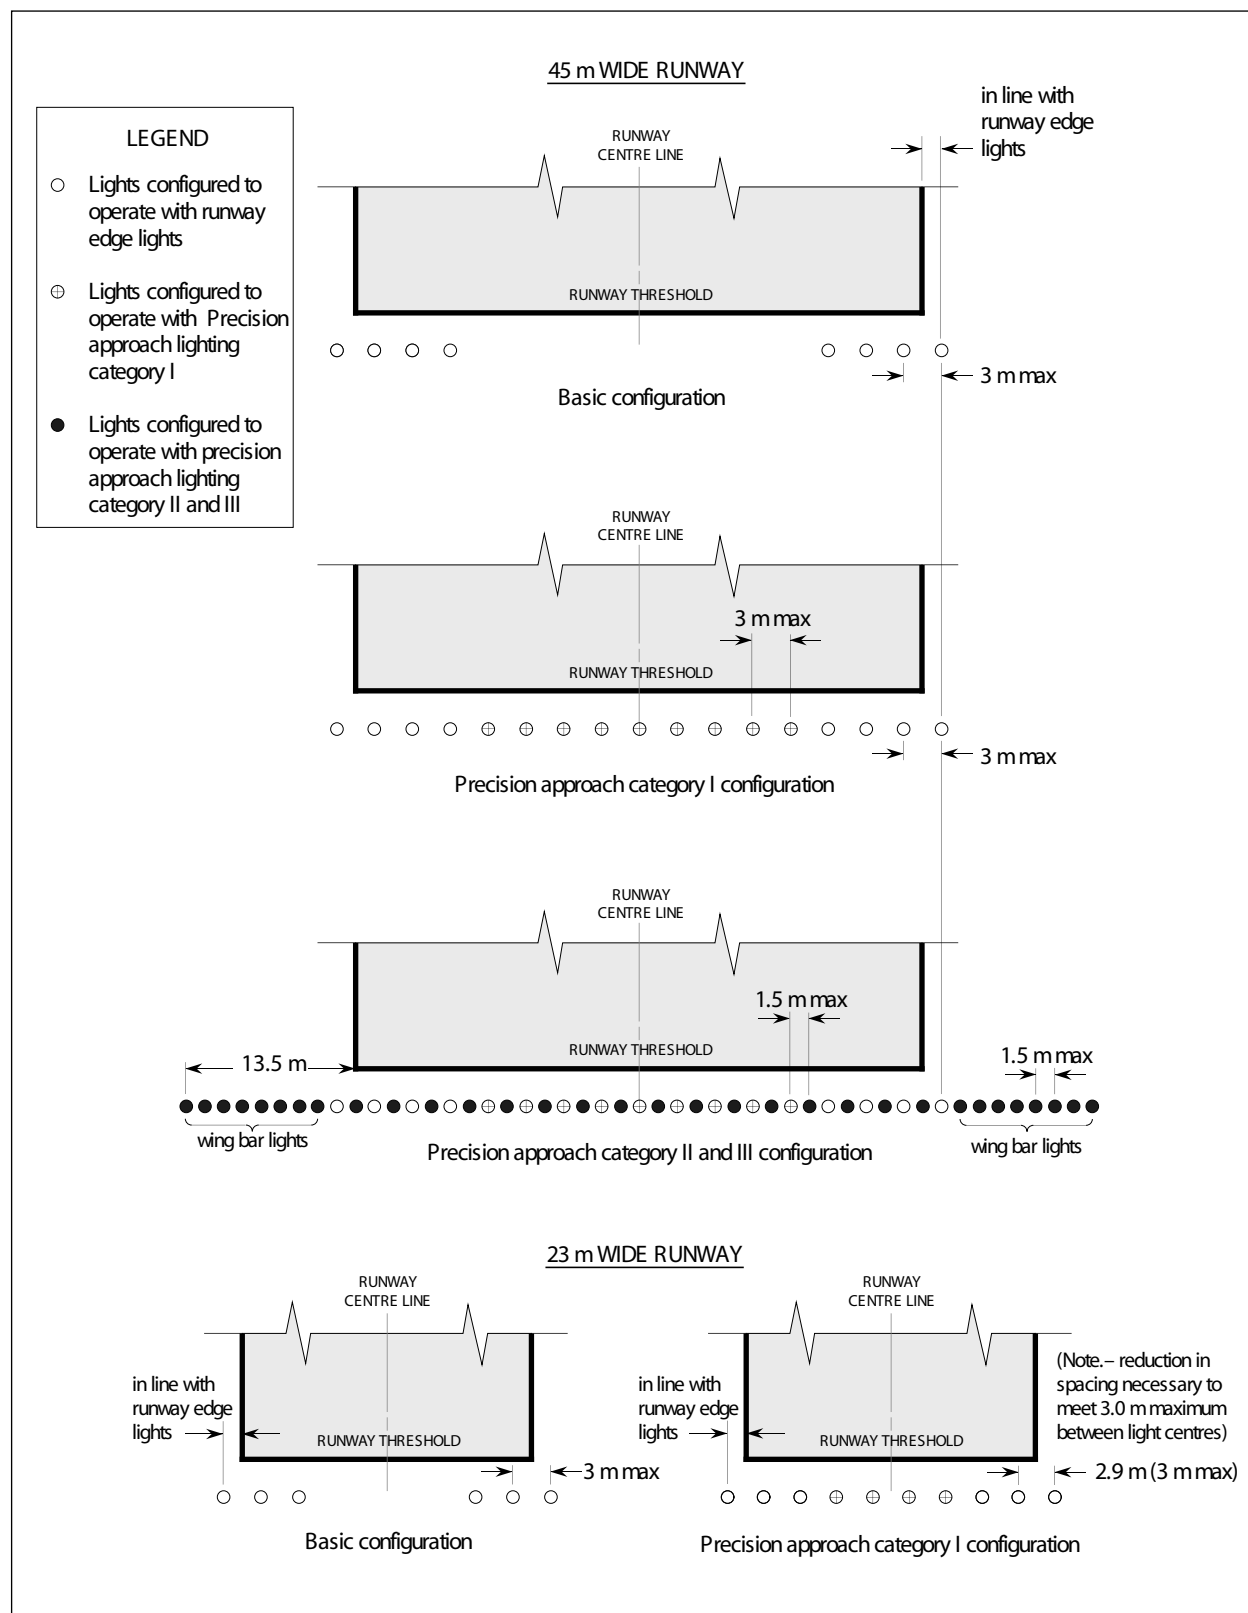 45 m WIDE RUNWAY
in line with
runway edge
lights
LEGEND
Lights configured to
operate with runway
edge lights
Lights configured to
operate with Precision
approach lighting
category I
Lights configured to
operate with precision
approach lighting
category II and III
RUNWAY
CENTRE LINE
RUNWAY THRESHOLD
3 m max
Basic configuration
RUNWAY
CENTRE LINE
3 m max
RUNWAY THRESHOLD
3 m max
Precision approach category I configuration
RUNWAY
CENTRE LINE
1.5 m max
RUNWAY THRESHOLD
13.5 m
1.5 m max
wing bar lights
wing bar lights
Precision approach category II and III configuration
23 m WIDE RUNWAY
RUNWAY
CENTRE LINE
in line with
runway edge
lights
RUNWAY THRESHOLD
3 m max
Basic configuration
RUNWAY
CENTRE LINE
in line with
runway edge
lights
RUNWAY THRESHOLD
(Note.– reduction in
spacing necessary to
meet 3.0 m maximum
between light centres)
2.9 m (3 m max)
Precision approach category I configuration